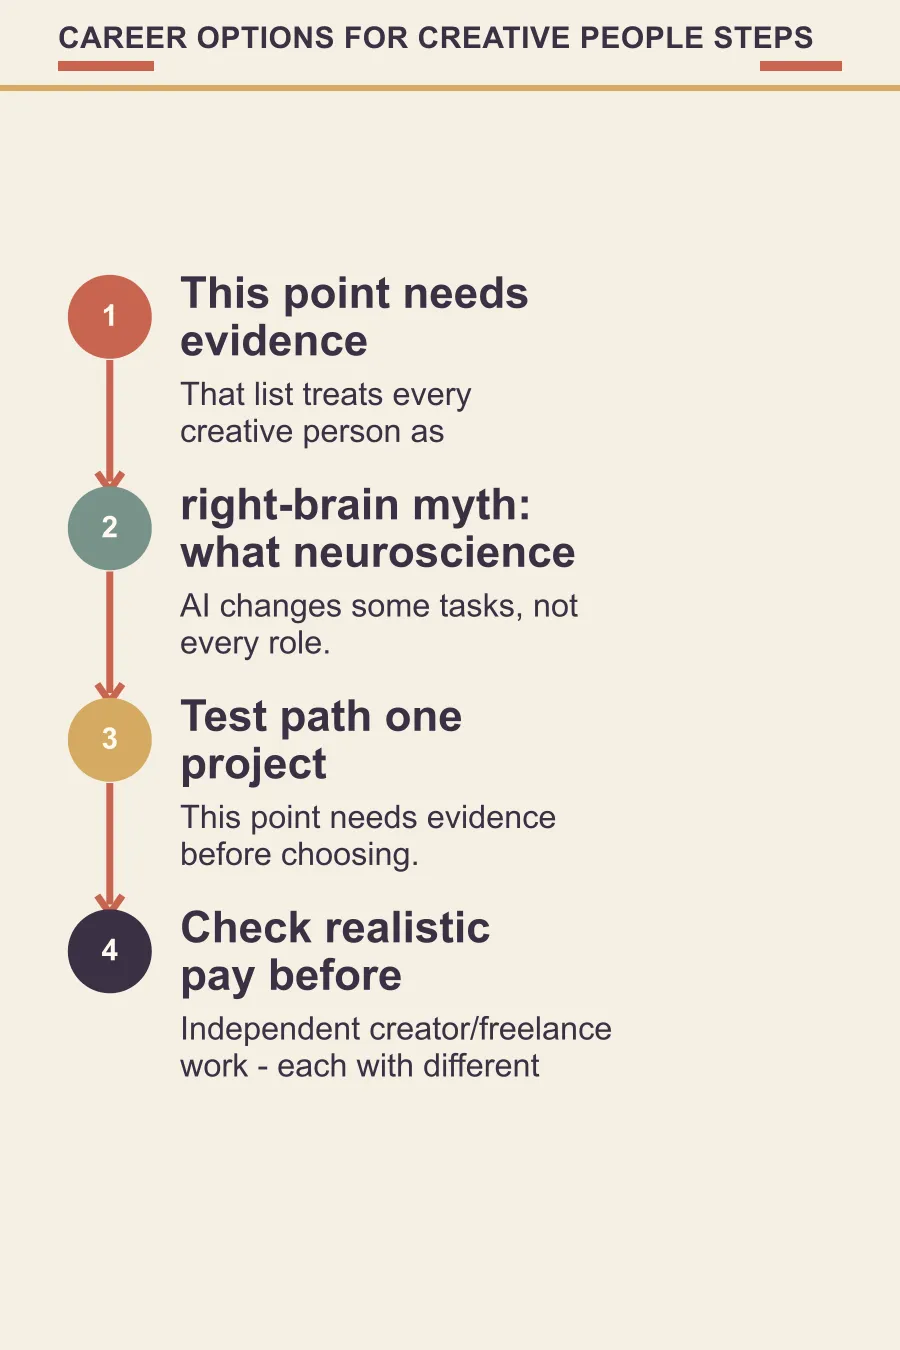 CAREER OPTIONS FOR CREATIVE PEOPLE STEPS
1
This point needs
evidence
That list treats every
creative person as
2
right-brain myth:
what neuroscience
AI changes some tasks, not
every role.
3
Test path one
project
This point needs evidence
before choosing.
4
Check realistic
pay before
Independent creator/freelance
work - each with different